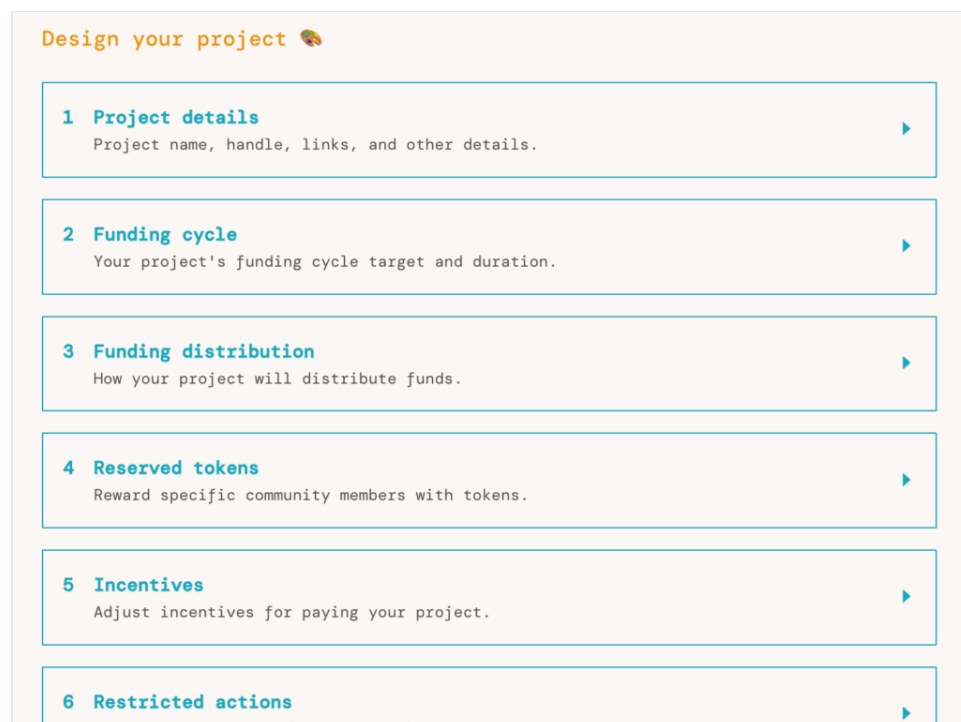 Design your project 🎨
1 Project details
Project name, handle, links, and other details.
2 Funding cycle
Your project's funding cycle target and duration.
3 Funding distribution
How your project will distribute funds.
4 Reserved tokens
Reward specific community members with tokens.
5 Incentives
Adjust incentives for paying your project.
6 Restricted actions